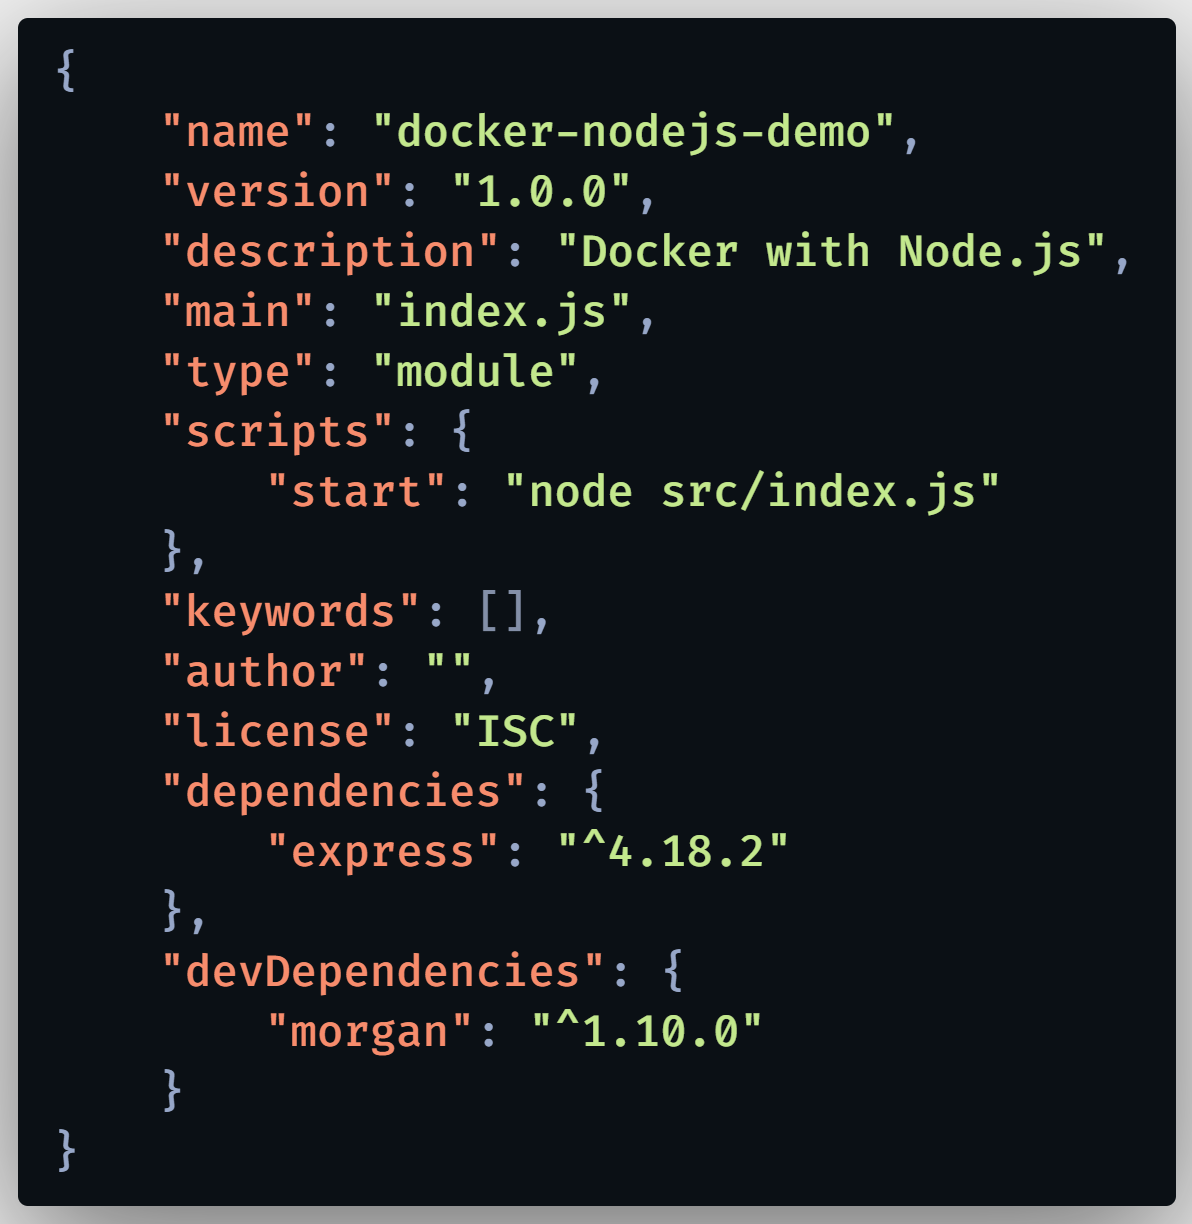 {
    "name": "docker-nodejs-demo",
    "version": "1.0.0",
    "description": "Docker with Node.js",
    "main": "index.js",
    "type": "module",
    "scripts": {
        "start": "node src/index.js"
    },
    "keywords": [],
    "author": "",
    "license": "ISC",
    "dependencies": {
        "express": "^4.18.2"
    },
    "devDependencies": {
        "morgan": "^1.10.0"
    }
}